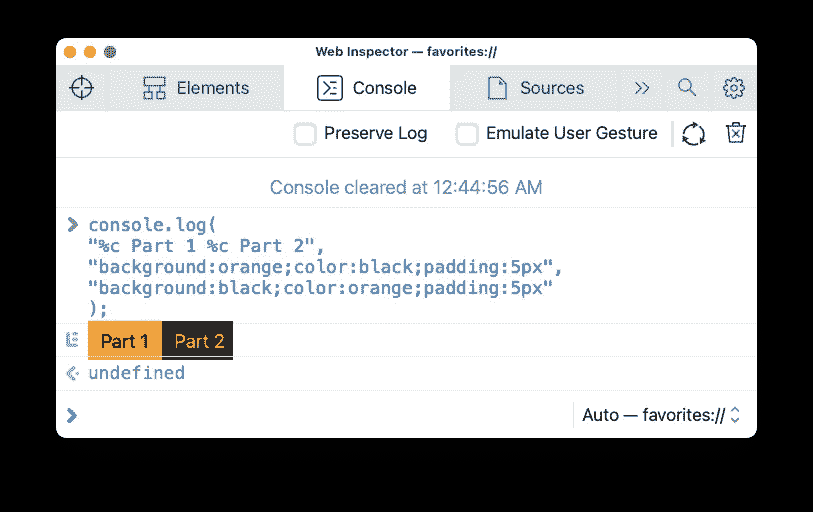 Web Inspector — favorites://
Elements Console Sources
Preserve Log Emulate User Gesture
Console cleared at 12:44:56 AM
console.log(
"%c Part 1 %c Part 2",
"background:orange;color:black;padding:5px",
"background:black;color:orange;padding:5px"
);
Part 1 Part 2
undefined
Auto — favorites://